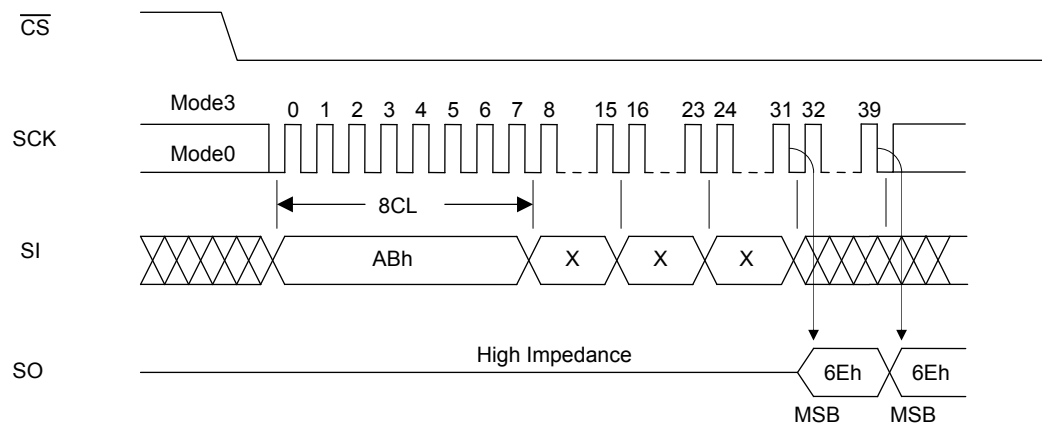 CS
Mode3
0 1 2 3 4 5 6 7 8 15 16 23 24 31 32 39
SCK
Mode0
8CL
SI
ABh X X X
High Impedance
SO
6Eh 6Eh
MSB MSB